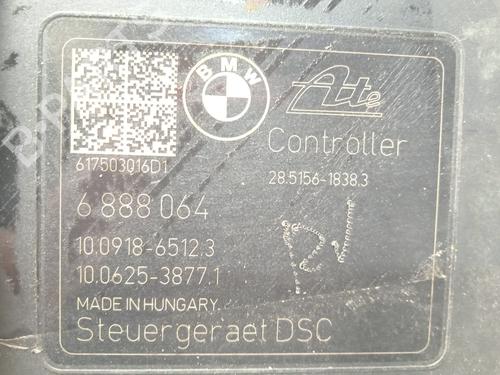 BMW
Ate
Controller
617503Q16D1
28.5156-1838.3
6 888 064
10.0918-6512.3
10.0625-3877.1
MADE IN HUNGARY
Steuergeraet DSC